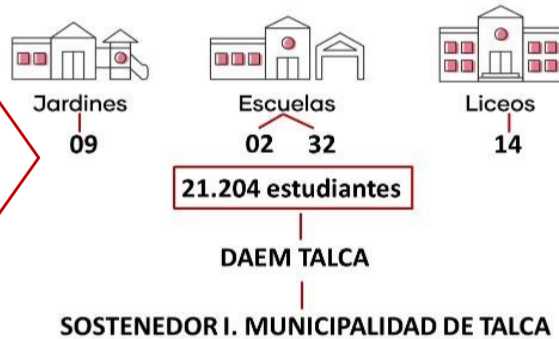 Jardines Escuelas Liceos
09 02 32 14
21.204 estudiantes
DAEM TALCA
SOSTENEDOR I. MUNICIPALIDAD DE TALCA